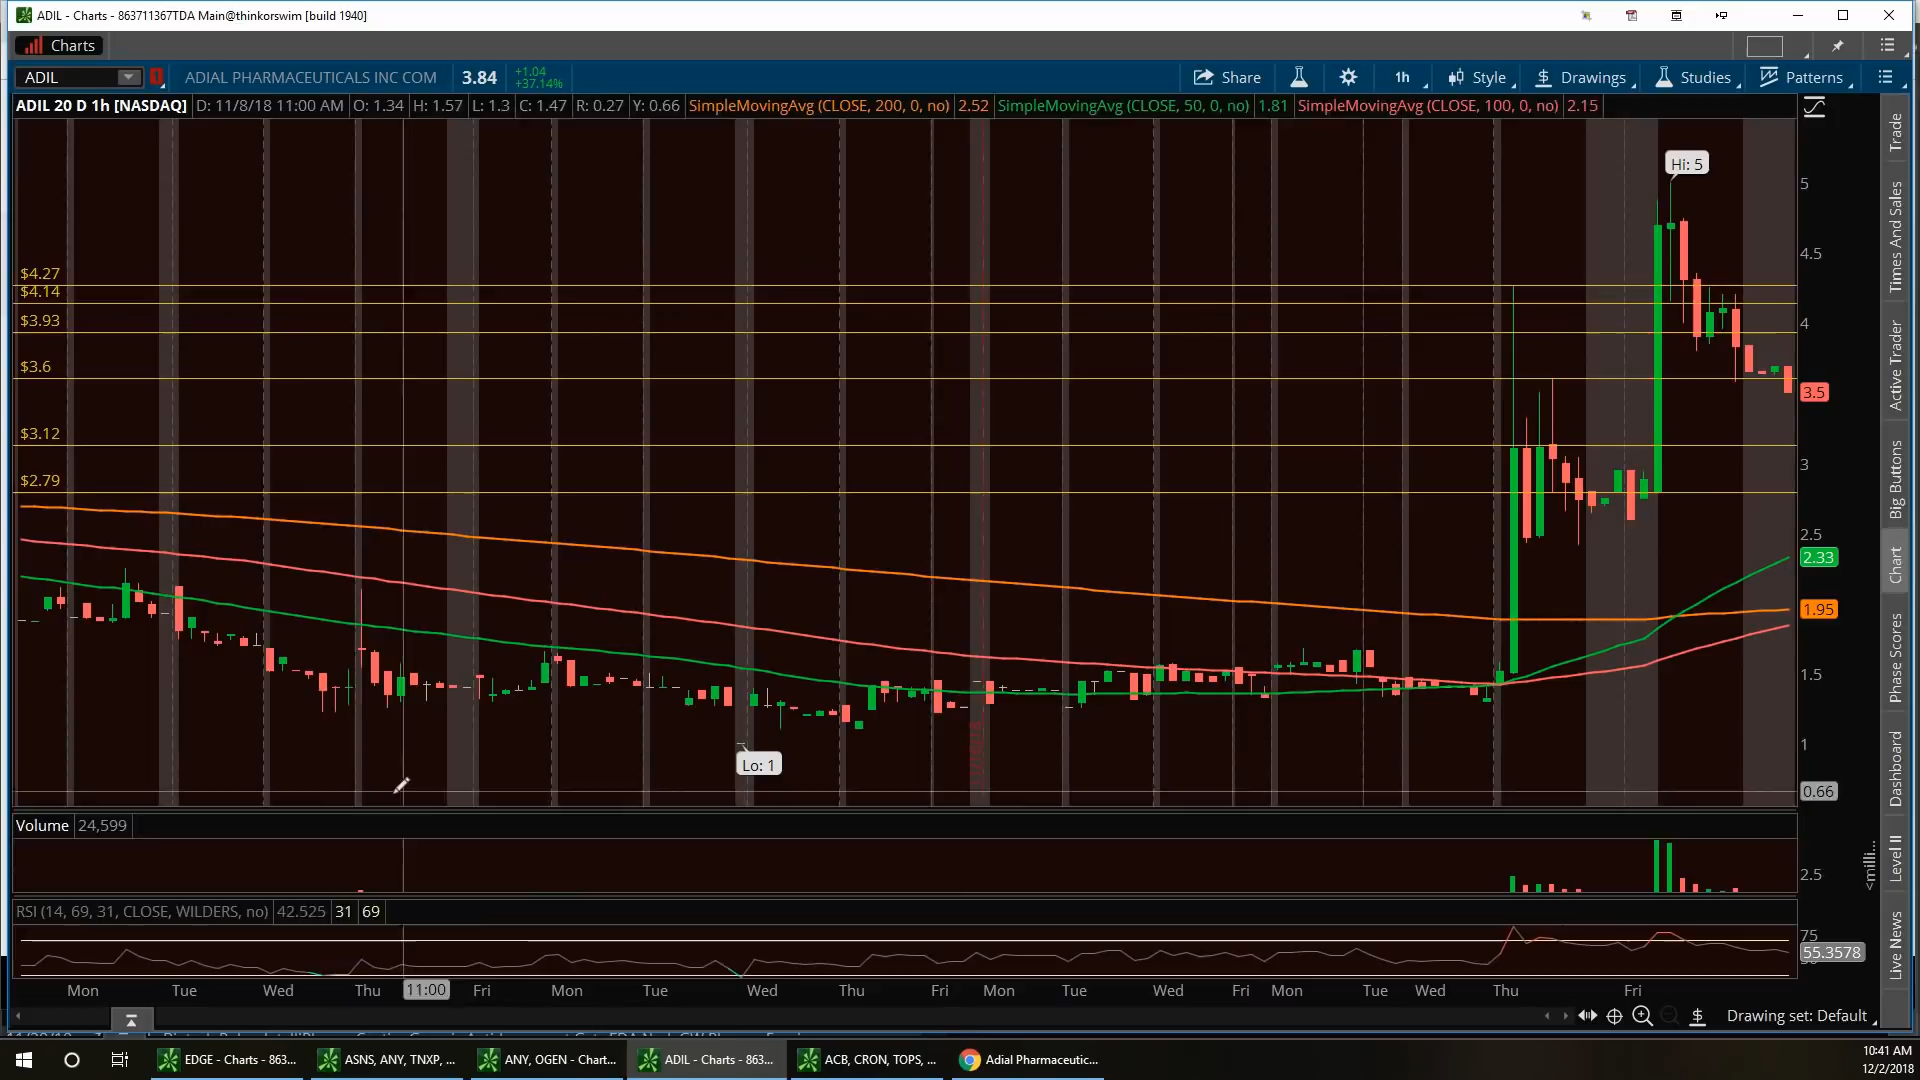 ADIL - Charts - 863711367TDA Main@thinkorswim [build 1940]
Charts
ADIL 1 ADIAL PHARMACEUTICALS INC COM 3.84 +1.04 +37.14% Share 1h Style Drawings Studies Patterns
ADIL 20 D 1h [NASDAQ] D: 11/8/18 11:00 AM O: 1.34 H: 1.57 L: 1.3 C: 1.47 R: 0.27 Y: 0.66 SimpleMovingAvg (CLOSE, 200, 0, no) 2.52 SimpleMovingAvg (CLOSE, 50, 0, no) 1.81 SimpleMovingAvg (CLOSE, 100, 0, no) 2.15
Hi: 5
5
4.5
$4.27
$4.14
$3.93
4
$3.6
3.5
$3.12
3
$2.79
2.5
2.33
1.95
1.5
1
Lo: 1
0.66
Volume 24,599
2.5
<mill...
RSI (14, 69, 31, CLOSE, WILDERS, no) 42.525 31 69
75
55.3578
Mon Tue Wed Thu 11:00 Fri Mon Tue Wed Thu Fri Mon Tue Wed Fri Mon Tue Wed Thu Fri
Drawing set: Default
Trade
Times And Sales
Active Trader
Big Buttons
Chart
Phase Scores
Dashboard
Level II
Live News
EDGE - Charts - 863... ASNS, ANY, TNXP, ... ANY, OGEN - Chart... ADIL - Charts - 863... ACB, CRON, TOPS, ... Adial Pharmaceutic...
10:41 AM
12/2/2018